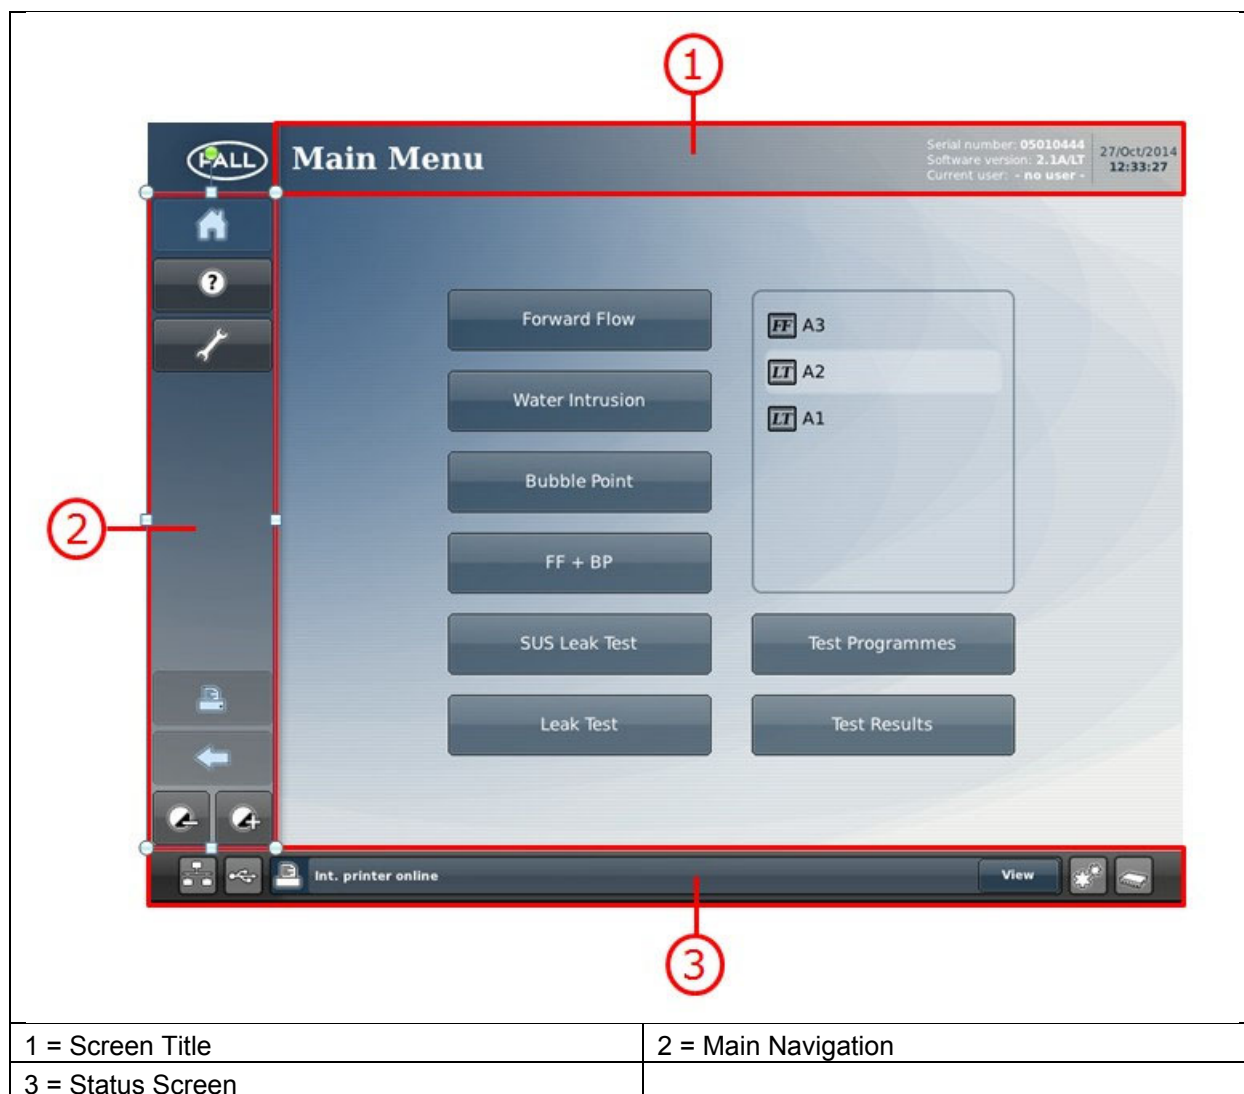 1
PALL
Main Menu
Serial number: 05010444
Software version: 2.1A/LT
Current user: - no user -
27/Oct/2014
12:33:27
?
Forward Flow
Water Intrusion
Bubble Point
FF + BP
SUS Leak Test
Leak Test
FF A3
LT A2
LT A1
Test Programmes
Test Results
2
Int. printer online
View
3
1 = Screen Title
2 = Main Navigation
3 = Status Screen